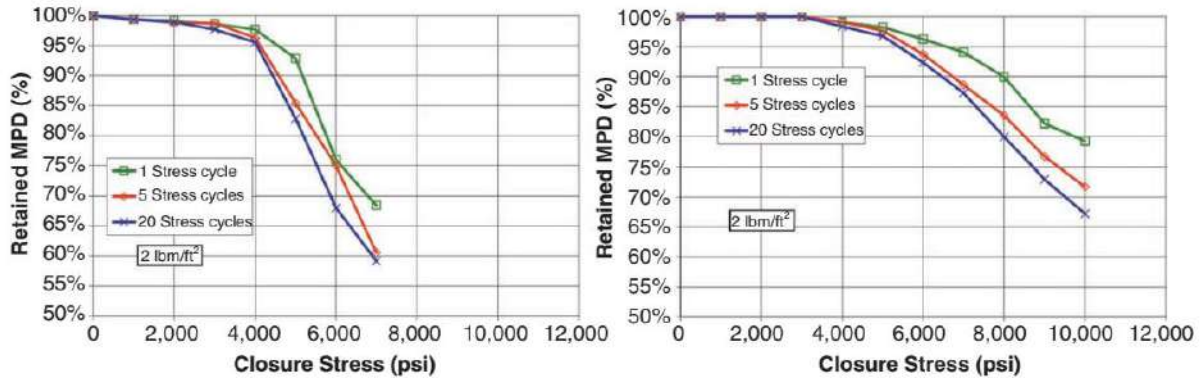 100%
95%
90%
85%
80%
75%
70%
65%
60%
55%
50%
Retained MPD (%)
1 Stress cycle
5 Stress cycles
20 Stress cycles
2 lbm/ft²
0 2,000 4,000 6,000 8,000 10,000 12,000
Closure Stress (psi)
100%
95%
90%
85%
80%
75%
70%
65%
60%
55%
50%
Retained MPD (%)
1 Stress cycle
5 Stress cycles
20 Stress cycles
2 lbm/ft²
0 2,000 4,000 6,000 8,000 10,000 12,000
Closure Stress (psi)